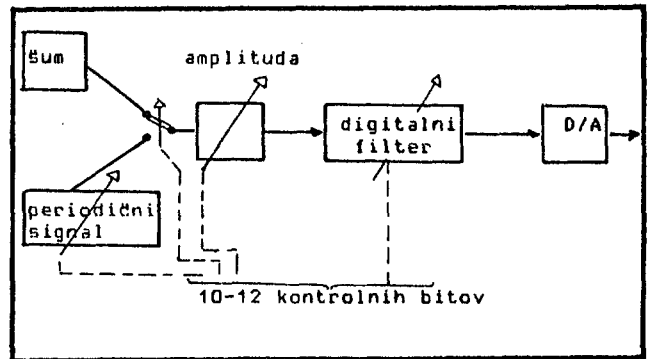 šum
amplituda
digitalni
filter
D/A
periodični
signal
10-12 kontrolnih bitov